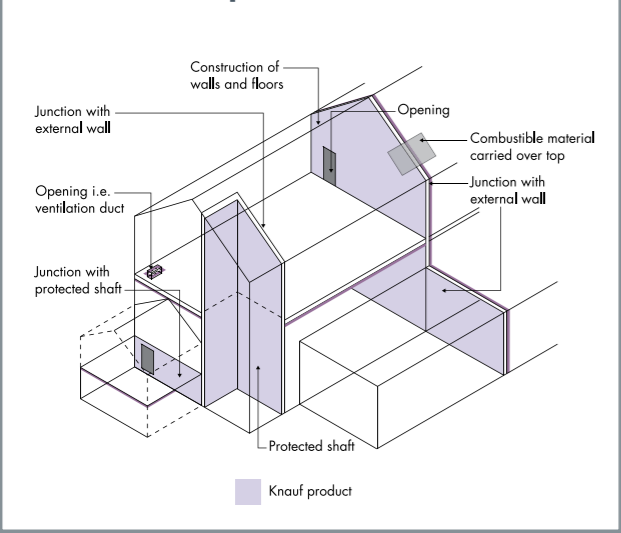 Construction of
walls and floors
Junction with
external wall
Opening
Combustible material
carried over top
Opening i.e.
ventilation duct
Junction with
external wall
Junction with
protected shaft
Protected shaft
Knauf product